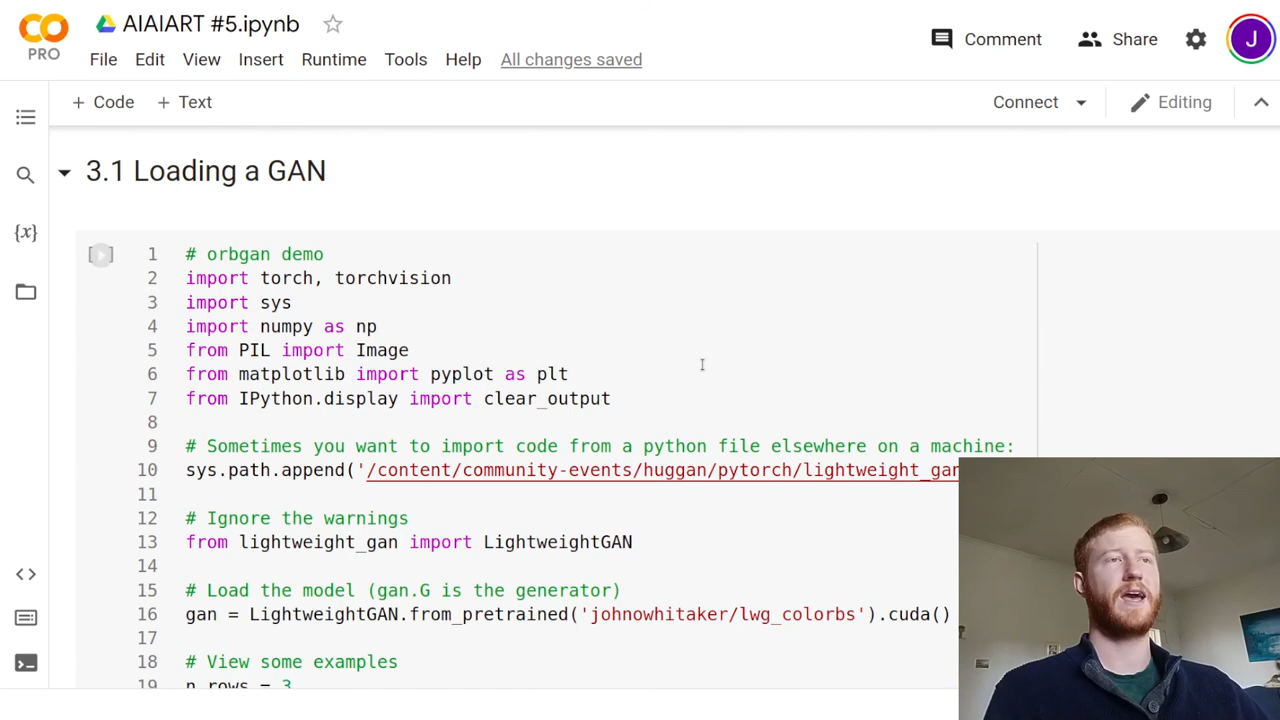 AIAIART #5.ipynb
PRO
File Edit View Insert Runtime Tools Help All changes saved
Comment
Share
J
+ Code + Text
Connect
Editing
3.1 Loading a GAN
{x}
[ ]
1 # orbgan demo
2 import torch, torchvision
3 import sys
4 import numpy as np
5 from PIL import Image
6 from matplotlib import pyplot as plt
7 from IPython.display import clear_output
8
9 # Sometimes you want to import code from a python file elsewhere on a machine:
10 sys.path.append('/content/community-events/huggan/pytorch/lightweight_gan
11
12 # Ignore the warnings
13 from lightweight_gan import LightweightGAN
14
15 # Load the model (gan.G is the generator)
16 gan = LightweightGAN.from_pretrained('johnowhitaker/lwg_colorbs').cuda()
17
18 # View some examples
19 n_rows = 3